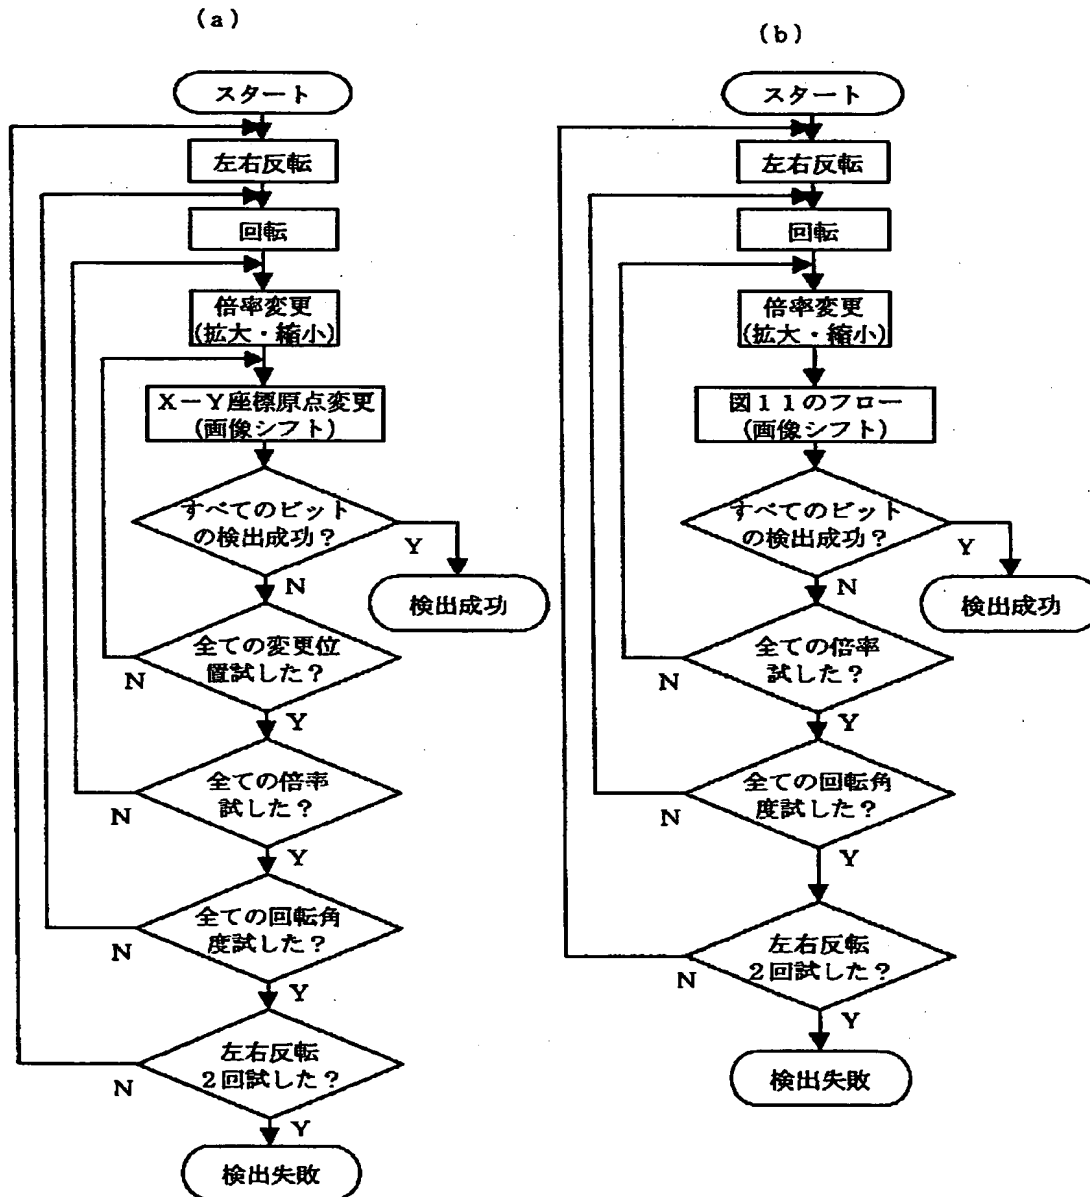 (a)
スタート
左右反転
回転
倍率変更
(拡大・縮小)
X－Y座標原点変更
(画像シフト)
すべてのビット
の検出成功？
Y
N
検出成功
全ての変更位
置試した？
N
Y
全ての倍率
試した？
N
Y
全ての回転角
度試した？
N
Y
左右反転
2回試した？
N
Y
検出失敗
(b)
スタート
左右反転
回転
倍率変更
(拡大・縮小)
図11のフロー
(画像シフト)
すべてのビット
の検出成功？
Y
N
検出成功
全ての倍率
試した？
N
Y
全ての回転角
度試した？
N
Y
左右反転
2回試した？
N
Y
検出失敗